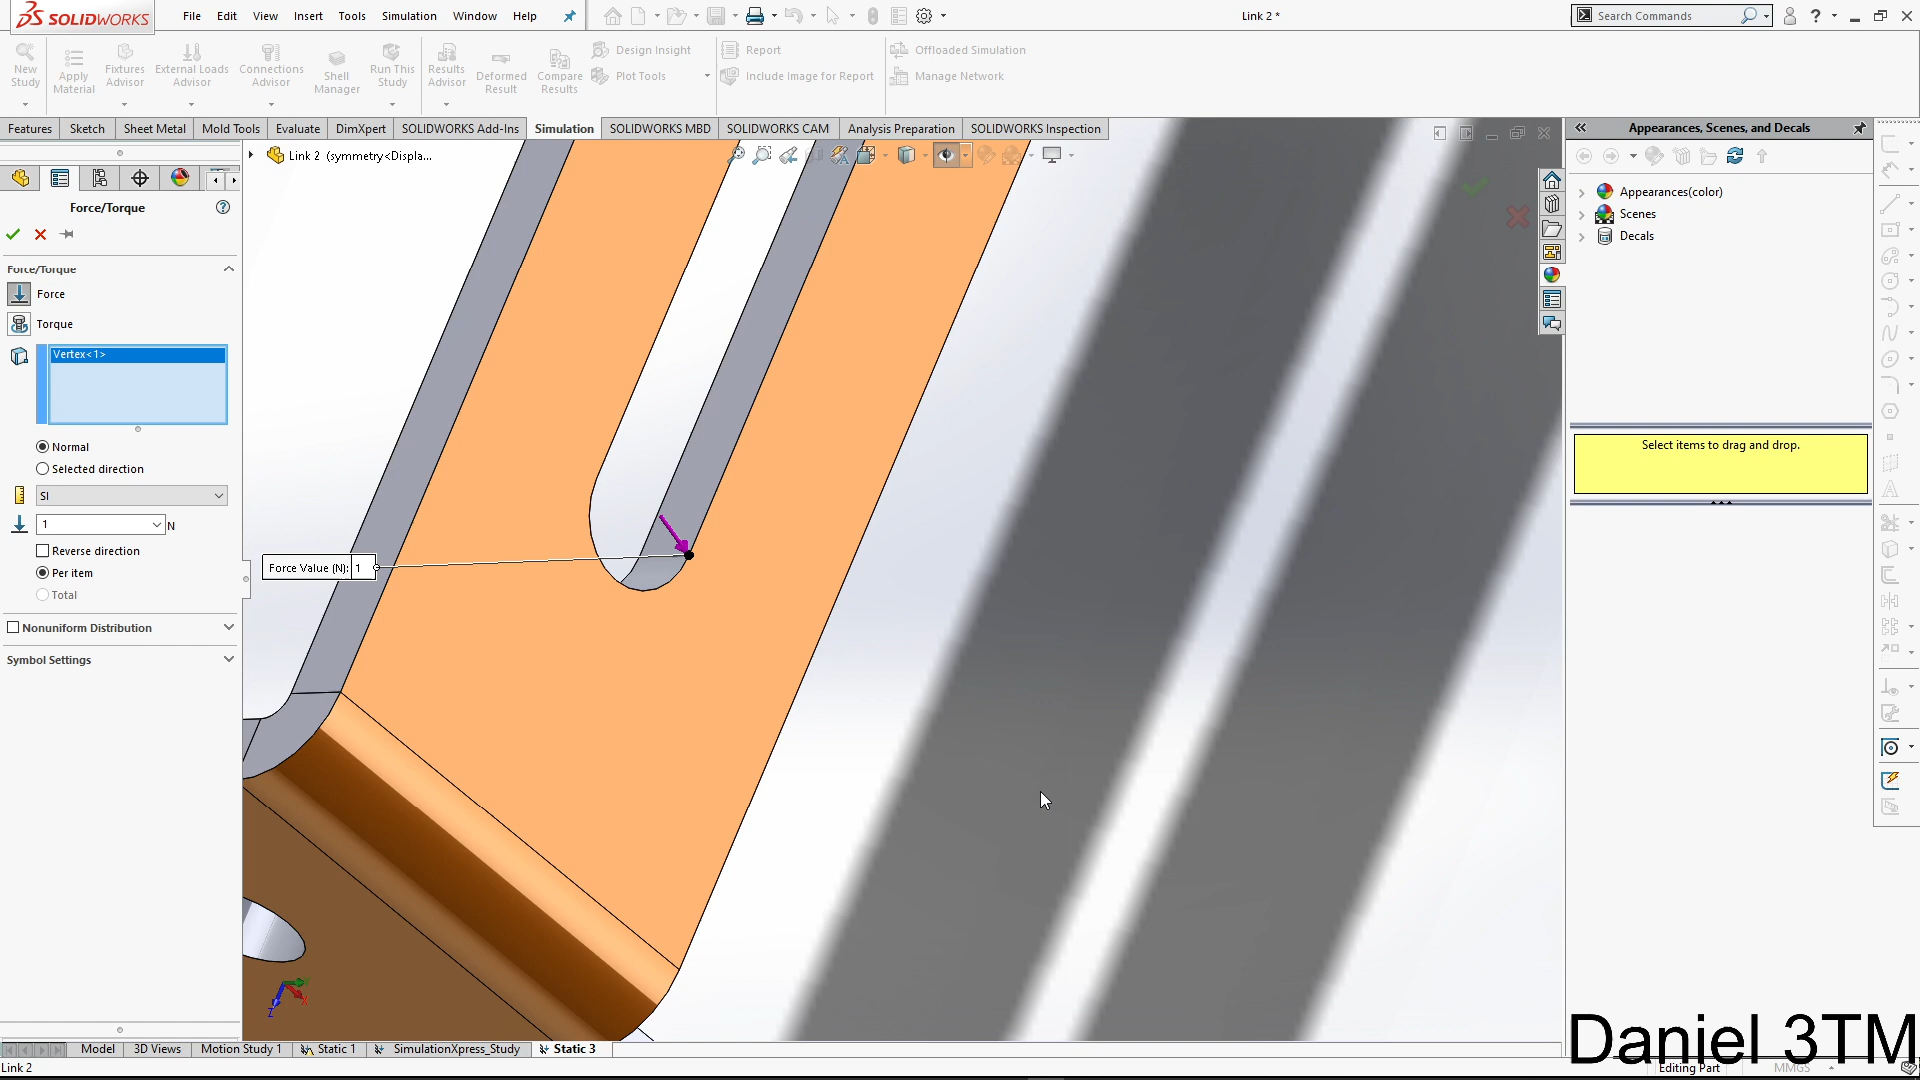 SOLIDWORKS
File Edit View Insert Tools Simulation Window Help
Link 2 *
Search Commands
New Study
Apply Material
Fixtures Advisor
External Loads Advisor
Connections Advisor
Shell Manager
Run This Study
Results Advisor
Deformed Result
Compare Results
Design Insight
Plot Tools
Report
Include Image for Report
Offloaded Simulation
Manage Network
Features Sketch Sheet Metal Mold Tools Evaluate DimXpert SOLIDWORKS Add-Ins Simulation SOLIDWORKS MBD SOLIDWORKS CAM Analysis Preparation SOLIDWORKS Inspection
Link 2 (symmetry<Displa...
Force/Torque
Force/Torque
Force
Torque
Vertex<1>
Normal
Selected direction
SI
1 N
Reverse direction
Per item
Total
Nonuniform Distribution
Symbol Settings
Force Value (N): 1
Z
Appearances, Scenes, and Decals
Appearances(color)
Scenes
Decals
Select items to drag and drop.
Model 3D Views Motion Study 1 Static 1 SimulationXpress_Study Static 3
Link 2
Editing Part MMGS
Daniel 3TM